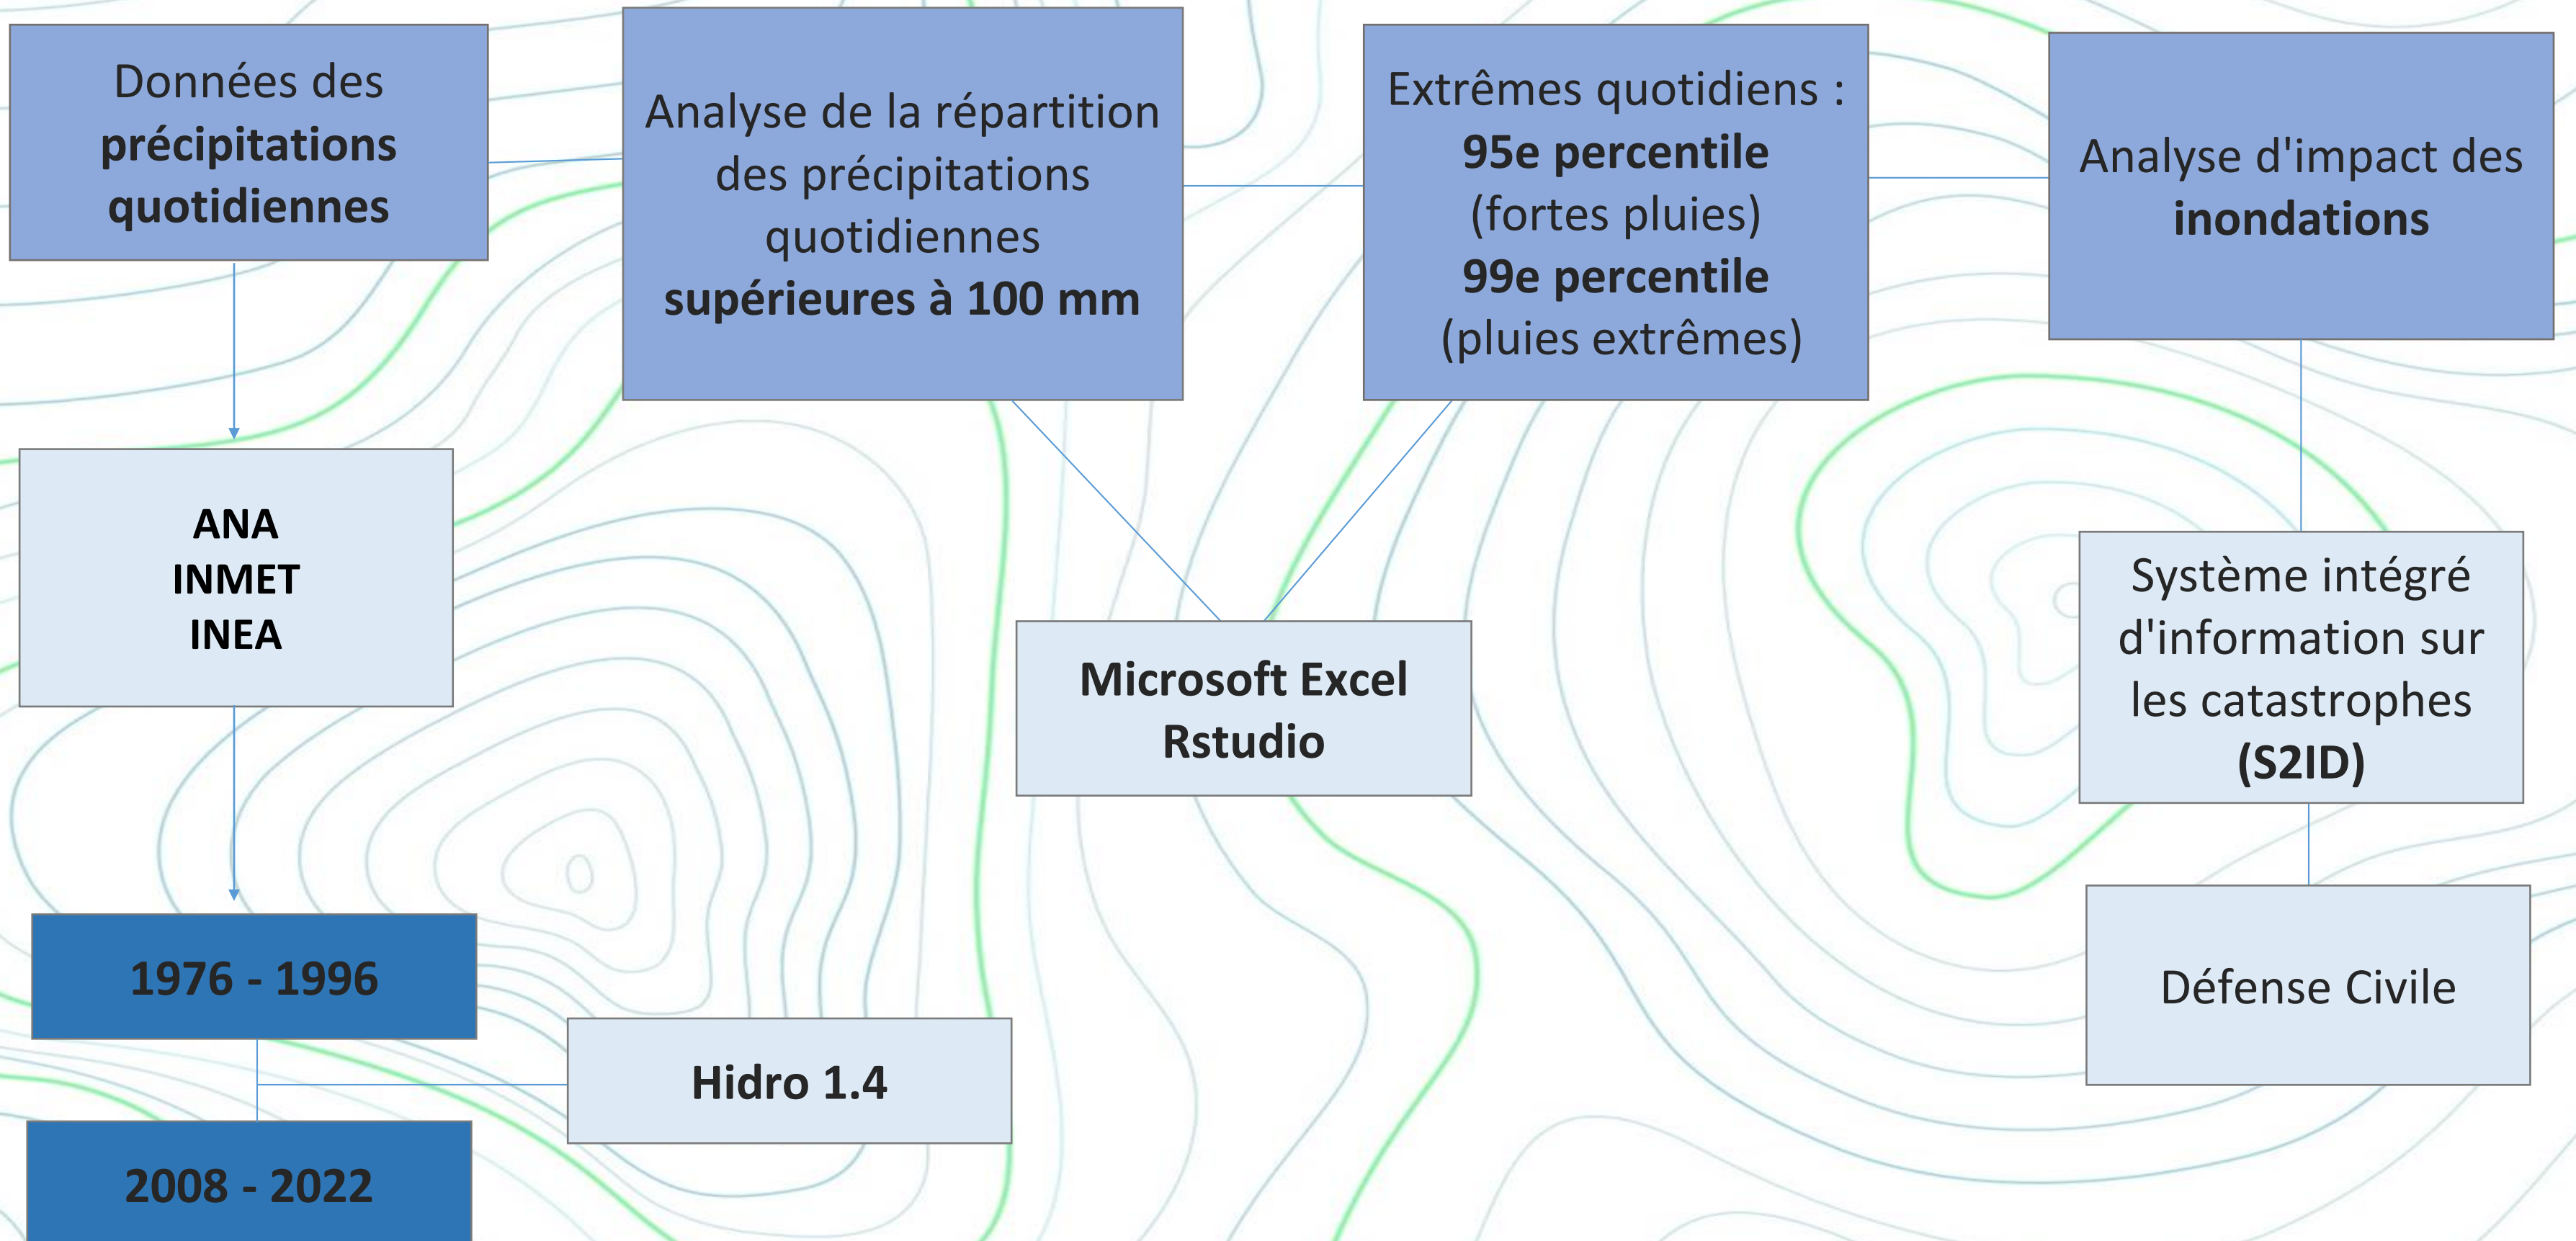 Données des
précipitations
quotidiennes
Analyse de la répartition
des précipitations
quotidiennes
supérieures à 100 mm
Extrêmes quotidiens :
95e percentile
(fortes pluies)
99e percentile
(pluies extrêmes)
Analyse d'impact des
inondations
ANA
INMET
INEA
Microsoft Excel
Rstudio
Système intégré
d'information sur
les catastrophes
(S2ID)
1976 - 1996
Hidro 1.4
Défense Civile
2008 - 2022